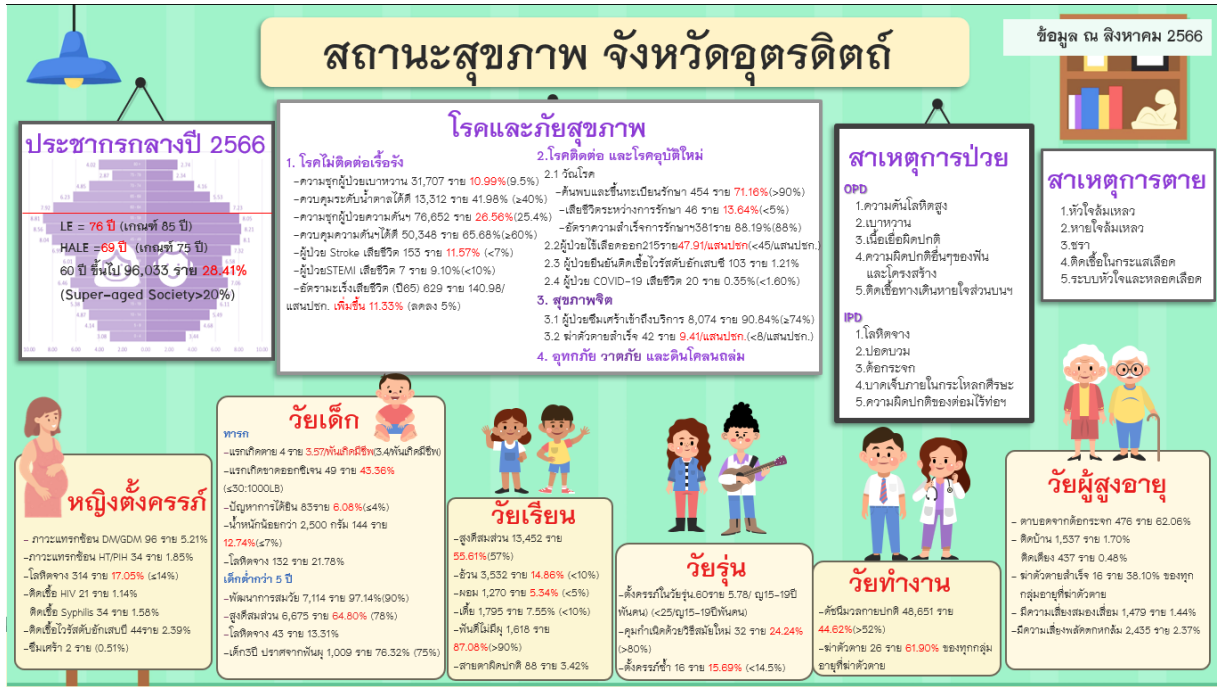 สถานะสุขภาพ จังหวัดอุตรดิตถ์
ข้อมูล ณ สิงหาคม 2566
ประชากรกลางปี 2566
LE = 76 ปี (เกณฑ์ 85 ปี)
HALE =69 ปี (เกณฑ์ 75 ปี)
60 ปี ขึ้นไป 96,033 ราย 28.41%
(Super-aged Society>20%)
โรคและภัยสุขภาพ
1. โรคไม่ติดต่อเรื้อรัง
-ความชุกผู้ป่วยเบาหวาน 31,707 ราย 10.99%(9.5%)
-ควบคุมระดับน้ำตาลได้ดี 13,312 ราย 41.98% (≥40%)
-ความชุกผู้ป่วยความดันฯ 76,652 ราย 26.56%(25.4%)
-ควบคุมความดันฯได้ดี 50,348 ราย 65.68%(≥60%)
-ผู้ป่วย Stroke เสียชีวิต 153 ราย 11.57% (<7%)
-ผู้ป่วยSTEMI เสียชีวิต 7 ราย 9.10%(<10%)
-อัตรามะเร็งเสียชีวิต (ปี65) 629 ราย 140.98/
แสนปชก. เพิ่มขึ้น 11.33% (ลดลง 5%)
2.โรคติดต่อ และโรคอุบัติใหม่
2.1 วัณโรค
-ค้นพบและขึ้นทะเบียนรักษา 454 ราย 71.16%(>90%)
-เสียชีวิตระหว่างการรักษา 46 ราย 13.64%(<5%)
-อัตราความสำเร็จการรักษาฯ381ราย 88.19%(88%)
2.2ผู้ป่วยไข้เลือดออก215ราย47.91/แสนปชก(<45/แสนปชก.)
2.3 ผู้ป่วยยืนยันติดเชื้อไวรัสตับอักเสบซี 103 ราย 1.21%
2.4 ผู้ป่วย COVID-19 เสียชีวิต 20 ราย 0.35%(<1.60%)
3. สุขภาพจิต
3.1 ผู้ป่วยซึมเศร้าเข้าถึงบริการ 8,074 ราย 90.84%(≥74%)
3.2 ฆ่าตัวตายสำเร็จ 42 ราย 9.41/แสนปชก.(<8/แสนปชก.)
4. อุทกภัย วาตภัย และดินโคลนถล่ม
สาเหตุการป่วย
OPD
1.ความดันโลหิตสูง
2.เบาหวาน
3.เนื้อเยื่อผิดปกติ
4.ความผิดปกติอื่นๆของฟัน
และโครงสร้าง
5.ติดเชื้อทางเดินหายใจส่วนบนฯ
IPD
1.โลหิตจาง
2.ปอดบวม
3.ต้อกระจก
4.บาดเจ็บภายในกระโหลกศีรษะ
5.ความผิดปกติของต่อมไร้ท่อฯ
สาเหตุการตาย
1.หัวใจล้มเหลว
2.หายใจล้มเหลว
3.ชรา
4.ติดเชื้อในกระแสเลือด
5.ระบบหัวใจและหลอดเลือด
หญิงตั้งครรภ์
- ภาวะแทรกซ้อน DM/GDM 96 ราย 5.21%
-ภาวะแทรกซ้อน HT/PIH 34 ราย 1.85%
-โลหิตจาง 314 ราย 17.05% (≤14%)
-ติดเชื้อ HIV 21 ราย 1.14%
ติดเชื้อ Syphilis 34 ราย 1.58%
-ติดเชื้อไวรัสตับอักเสบบี 44ราย 2.39%
-ซึมเศร้า 2 ราย (0.51%)
วัยเด็ก
ทารก
-แรกเกิดตาย 4 ราย 3.57/พันเกิดมีชีพ(3.4/พันเกิดมีชีพ)
-แรกเกิดขาดออกซิเจน 49 ราย 43.36%
(≤30:1000LB)
-ปัญหาการได้ยิน 83ราย 6.08%(≤4%)
-น้ำหนักน้อยกว่า 2,500 กรัม 144 ราย
12.74%(≤7%)
-โลหิตจาง 132 ราย 21.78%
เด็กต่ำกว่า 5 ปี
-พัฒนาการสมวัย 7,114 ราย 97.14%(90%)
-สูงดีสมส่วน 6,675 ราย 64.80% (78%)
-โลหิตจาง 43 ราย 13.31%
-เด็ก3ปี ปราศจากฟันผุ 1,009 ราย 76.32% (75%)
วัยเรียน
-สูงดีสมส่วน 13,452 ราย
55.61%(57%)
-อ้วน 3,532 ราย 14.86% (<10%)
-ผอม 1,270 ราย 5.34% (<5%)
-เตี้ย 1,795 ราย 7.55% (<10%)
-ฟันดีไม่มีผุ 1,618 ราย
87.08%(>90%)
-สายตาผิดปกติ 88 ราย 3.42%
วัยรุ่น
-ตั้งครรภ์ในวัยรุ่น.60ราย 5.78/ ญ15-19ปี
พันคน) (<25/ญ15-19ปีพันคน)
-คุมกำเนิดด้วยวิธีสมัยใหม่ 32 ราย 24.24%
(>80%)
-ตั้งครรภ์ซ้ำ 16 ราย 15.69% (<14.5%)
วัยทำงาน
-ดัชนีมวลกายปกติ 48,651 ราย
44.62%(>52%)
-ฆ่าตัวตาย 26 ราย 61.90% ของทุกกลุ่ม
อายุที่ฆ่าตัวตาย
วัยผู้สูงอายุ
- ตาบอดจากต้อกระจก 476 ราย 62.06%
- ติดบ้าน 1,537 ราย 1.70%
ติดเตียง 437 ราย 0.48%
-ฆ่าตัวตายสำเร็จ 16 ราย 38.10% ของทุก
กลุ่มอายุที่ฆ่าตัวตาย
- มีความเสี่ยงสมองเสื่อม 1,479 ราย 1.44%
-มีความเสี่ยงพลัดตกหกล้ม 2,435 ราย 2.37%